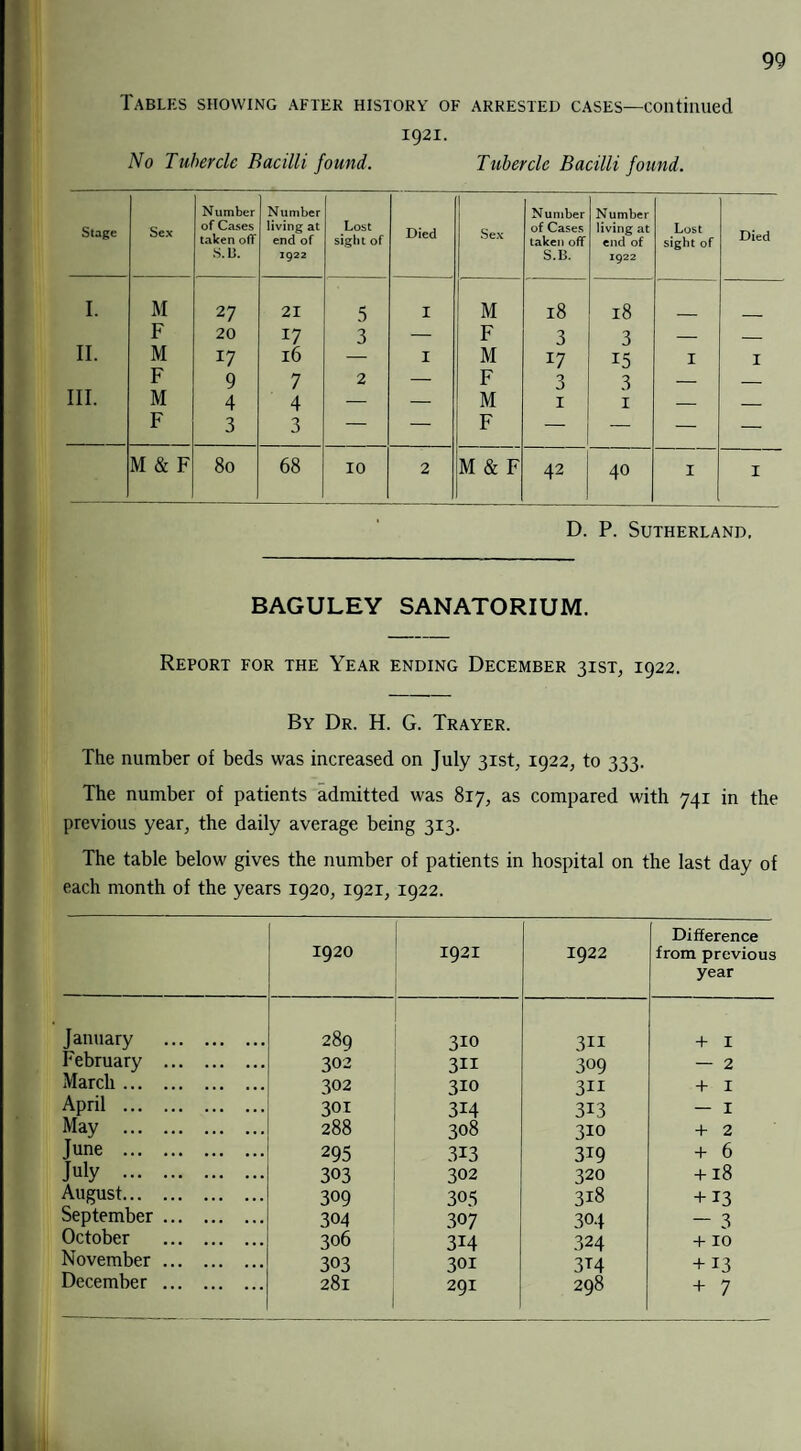 99
Tables showing after history of arrested cases—continued
1921.
No Tubercle Bacilli found. Tubercle Bacilli found.
Stage | Sex | Number of Cases taken off S.B. | Number living at end of 1922 | Lost sight of | Died | Sex | Number of Cases taken off S.B. | Number living at end of 1922 | Lost sight of | Died
I. | M | 27 | 21 | 5 | 1 | M | 18 | 18 | — | —
F | 20 | 17 | 3 | — | F | 3 | 3 | — | —
II. | M | 17 | 16 | — | 1 | M | 17 | 15 | 1 | 1
F | 9 | 7 | 2 | — | F | 3 | 3 | — | —
III. | M | 4 | 4 | — | — | M | 1 | 1 | — | —
F | 3 | 3 | — | — | F | — | — | — | —
M & F | 80 | 68 | 10 | 2 | M & F | 42 | 40 | 1 | 1
D. P. Sutherland.
BAGULEY SANATORIUM.
Report for the Year ending December 31st, 1922.
By Dr. H. G. Trayer.
The number of beds was increased on July 31st, 1922, to 333.
The number of patients admitted was 817, as compared with 741 in the
previous year, the daily average being 313.
The table below gives the number of patients in hospital on the last day of
each month of the years 1920, 1921, 1922.
1920 | 1921 | 1922 | Difference from previous year
January ... ... ... | 289 | 310 | 311 | + 1
February ... ... ... | 302 | 311 | 309 | — 2
March ... ... ... ... | 302 | 310 | 311 | + 1
April ... ... ... ... | 301 | 314 | 313 | — 1
May ... ... ... ... | 288 | 308 | 310 | + 2
June ... ... ... ... | 295 | 313 | 319 | + 6
July ... ... ... ... | 303 | 302 | 320 | +18
August... ... ... ... | 309 | 305 | 318 | +13
September ... ... ... | 304 | 307 | 304 | — 3
October ... ... ... | 306 | 314 | 324 | +10
November ... ... ... | 303 | 301 | 314 | +13
December ... ... ... | 281 | 291 | 298 | + 7